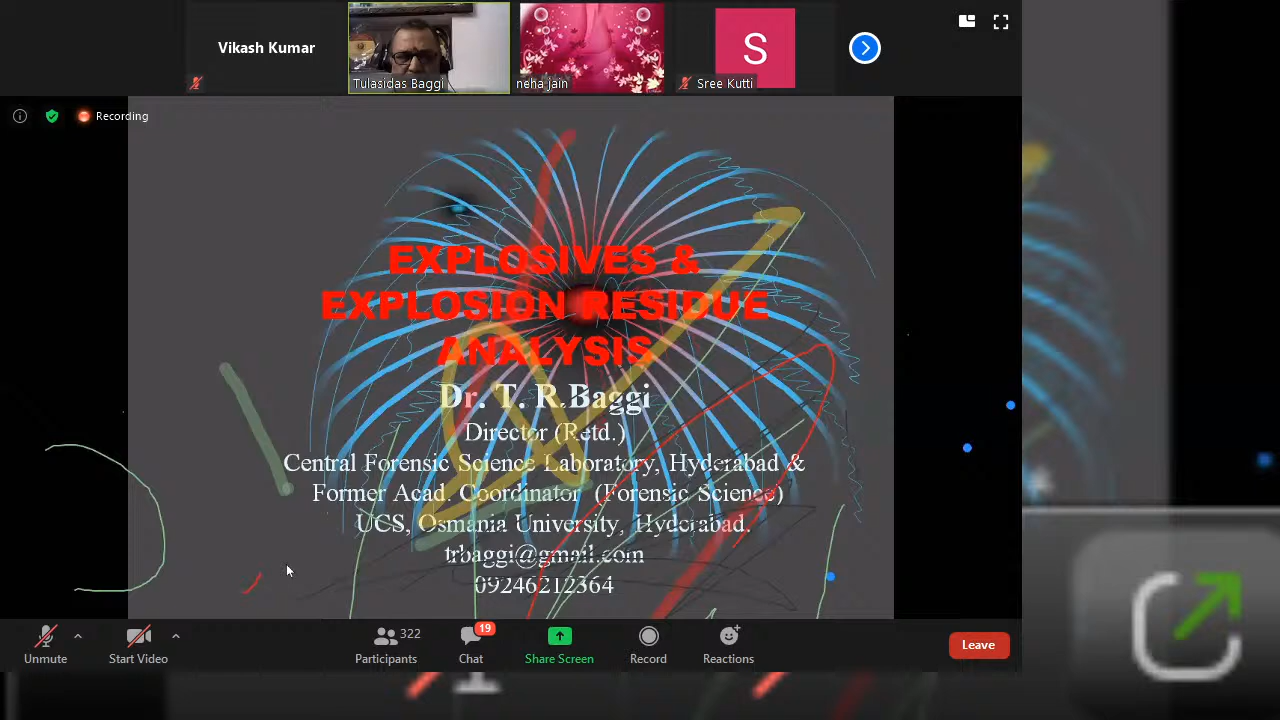 Vikash Kumar
Tulasidas Baggi
neha jain
S
Sree Kutti
Recording
EXPLOSIVES &
EXPLOSION RESIDUE
ANALYSIS
Dr. T. R.Baggi
Director (Retd.)
Central Forensic Science Laboratory, Hyderabad &
Former Acad. Coordinator (Forensic Science)
UCS, Osmania University, Hyderabad.
trbaggi@gmail.com
09246212364
Unmute
Start Video
322
Participants
19
Chat
Share Screen
Record
Reactions
Leave